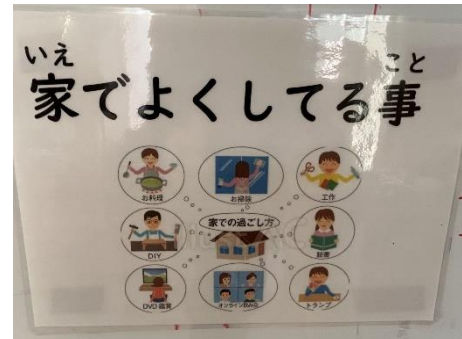 いえ こと
家でよくしてる事
お料理
お掃除
工作
家での過ごし方
DIY
読書
DVD鑑賞
トランプ